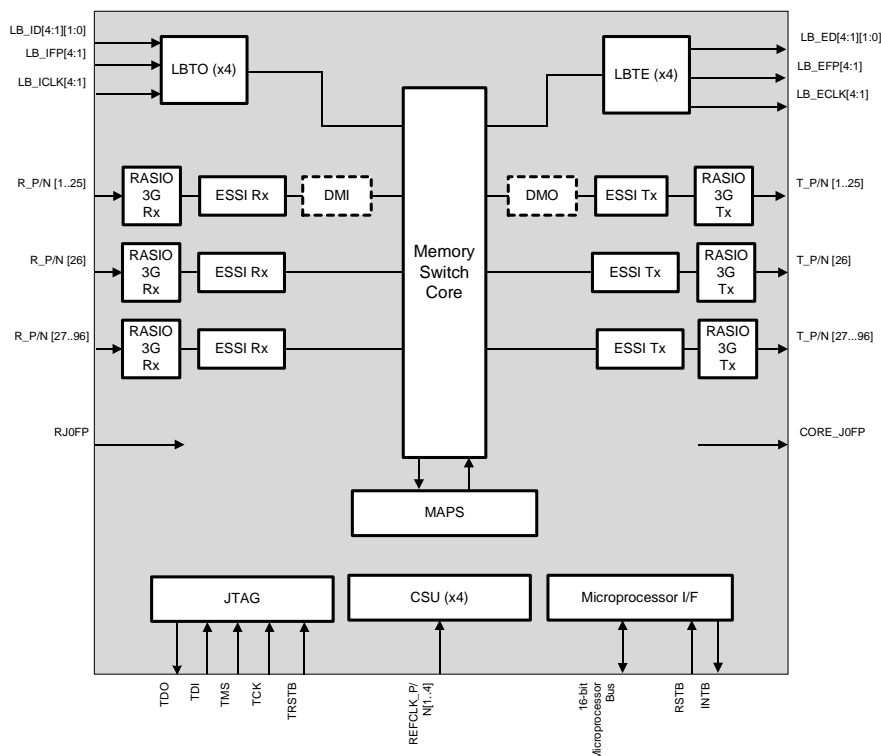 LB_ID[4:1][1:0]
LB_IFP[4:1]
LB_ICLK[4:1]
LBTO (x4)
LBTE (x4)
LB_ED[4:1][1:0]
LB_EFP[4:1]
LB_ECLK[4:1]
R_P/N [1..25]
RASIO
3G
Rx
ESSI Rx
DMI
Memory
Switch
Core
DMO
ESSI Tx
RASIO
3G
Tx
T_P/N [1..25]
R_P/N [26]
RASIO
3G
Rx
ESSI Rx
ESSI Tx
RASIO
3G
Tx
T_P/N [26]
R_P/N [27..96]
RASIO
3G
Rx
ESSI Rx
ESSI Tx
RASIO
3G
Tx
T_P/N [27...96]
RJ0FP
CORE_J0FP
MAPS
JTAG
CSU (x4)
Microprocessor I/F
TDO
TDI
TMS
TCK
TRSTB
REFCLK_P/
N[1..4]
16-bit
Microprocessor
Bus
RSTB
INTB